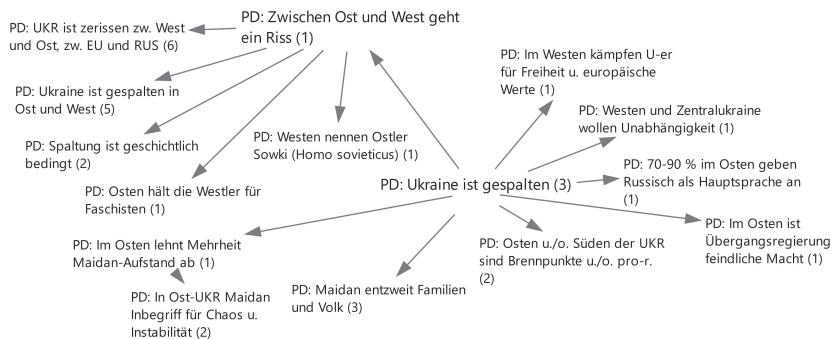 PD: Zwischen Ost und West geht
ein Riss (1)
PD: UKR ist zerissen zw. West
und Ost, zw. EU und RUS (6)
PD: Ukraine ist gespalten in
Ost und West (5)
PD: Spaltung ist geschichtlich
bedingt (2)
PD: Osten hält die Westler für
Faschisten (1)
PD: Westen nennen Ostler
Sowki (Homo sovieticus) (1)
PD: Im Westen kämpfen U-er
für Freiheit u. europäische
Werte (1)
PD: Westen und Zentralukraine
wollen Unabhängigkeit (1)
PD: 70-90 % im Osten geben
Russisch als Hauptsprache an
(1)
PD: Ukraine ist gespalten (3)
PD: Im Osten ist
Übergangsregierung
feindliche Macht (1)
PD: Osten u./o. Süden der UKR
sind Brennpunkte u./o. pro-r.
(2)
PD: Im Osten lehnt Mehrheit
Maidan-Aufstand ab (1)
PD: Maidan entzweit Familien
und Volk (3)
PD: In Ost-UKR Maidan
Inbegriff für Chaos u.
Instabilität (2)